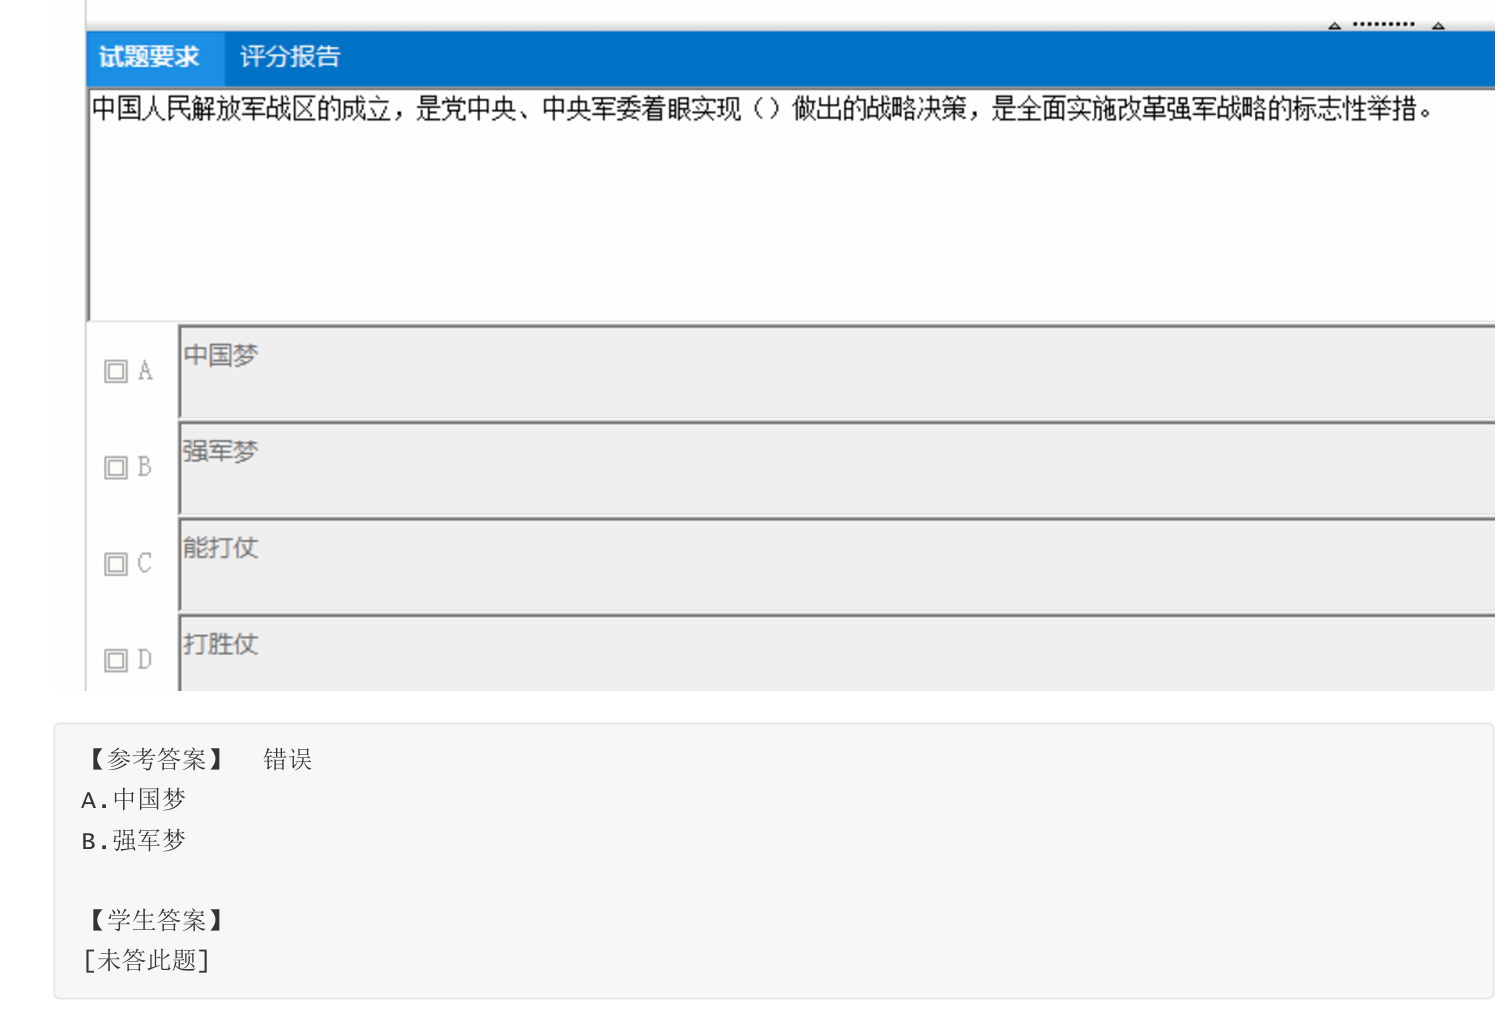 试题要求 评分报告
中国人民解放军战区的成立，是党中央、中央军委着眼实现（）做出的战略决策，是全面实施改革强军战略的标志性举措。
A 中国梦
B 强军梦
C 能打仗
D 打胜仗
【参考答案】 错误
A.中国梦
B.强军梦
【学生答案】
[未答此题]